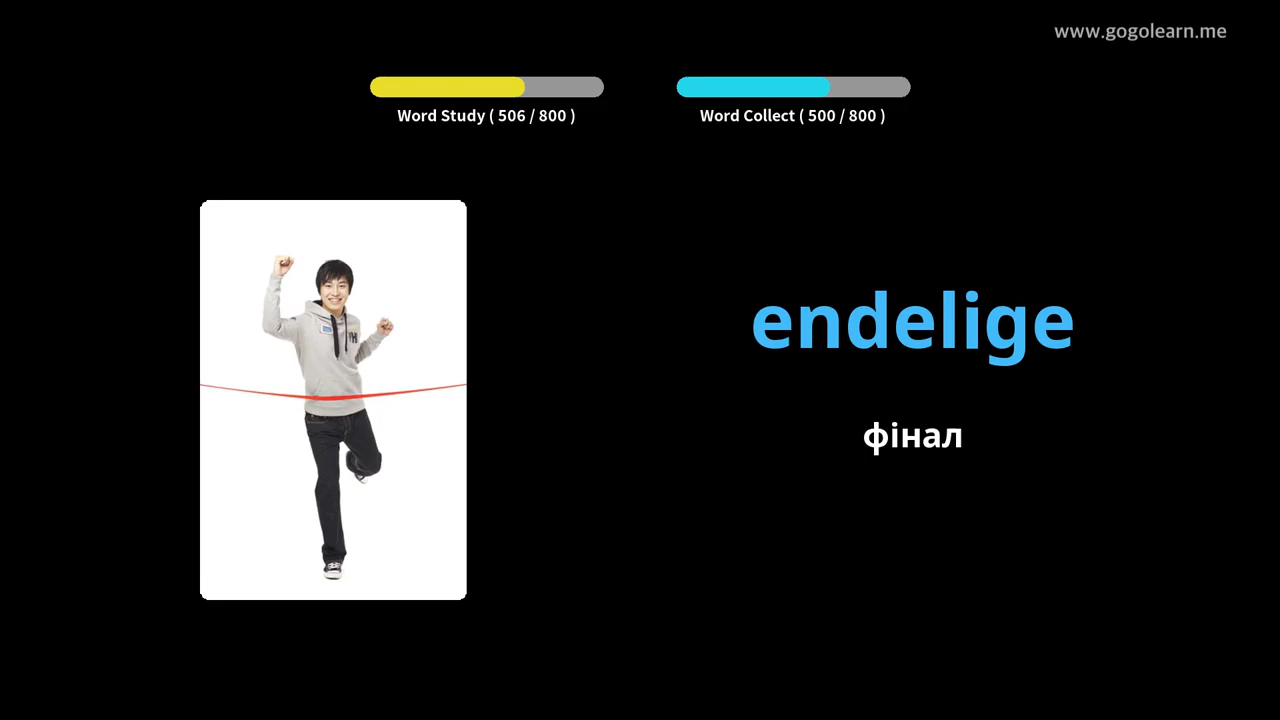 www.gogolearn.me
Word Study ( 506 / 800 )
Word Collect ( 500 / 800 )
endelige
фінал